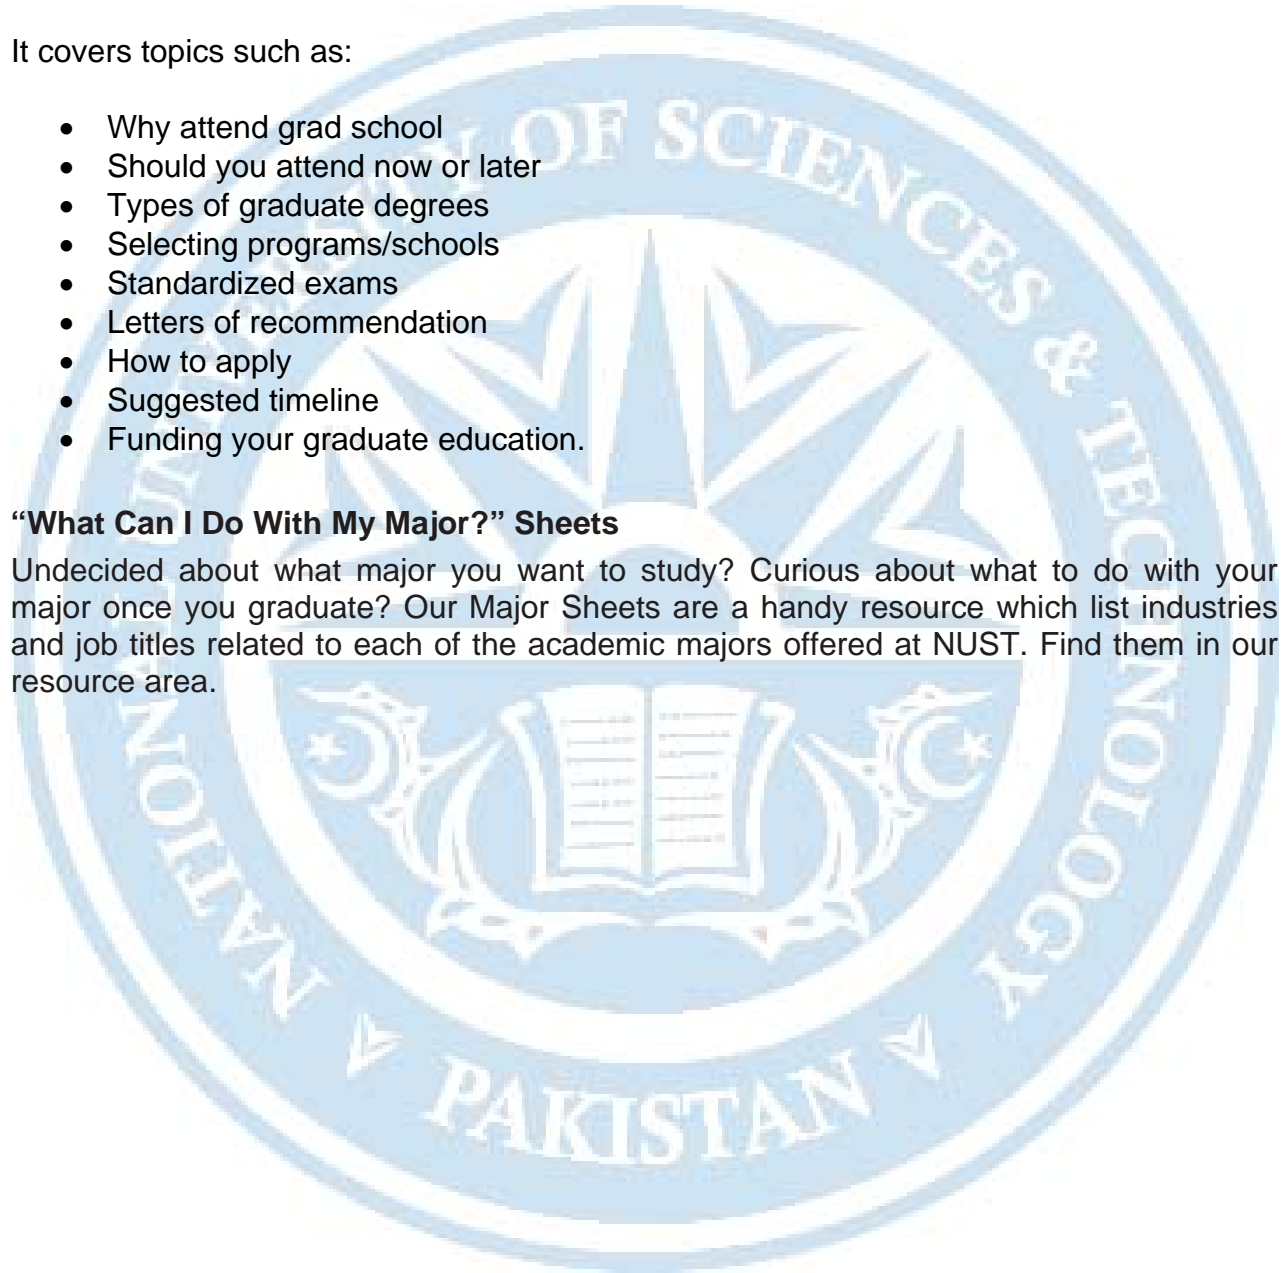 It covers topics such as:
• Why attend grad school
• Should you attend now or later
• Types of graduate degrees
• Selecting programs/schools
• Standardized exams
• Letters of recommendation
• How to apply
• Suggested timeline
• Funding your graduate education.
“What Can I Do With My Major?” Sheets
Undecided about what major you want to study? Curious about what to do with your
major once you graduate? Our Major Sheets are a handy resource which list industries
and job titles related to each of the academic majors offered at NUST. Find them in our
resource area.
NATIONAL UNIVERSITY OF SCIENCES & TECHNOLOGY
PAKISTAN